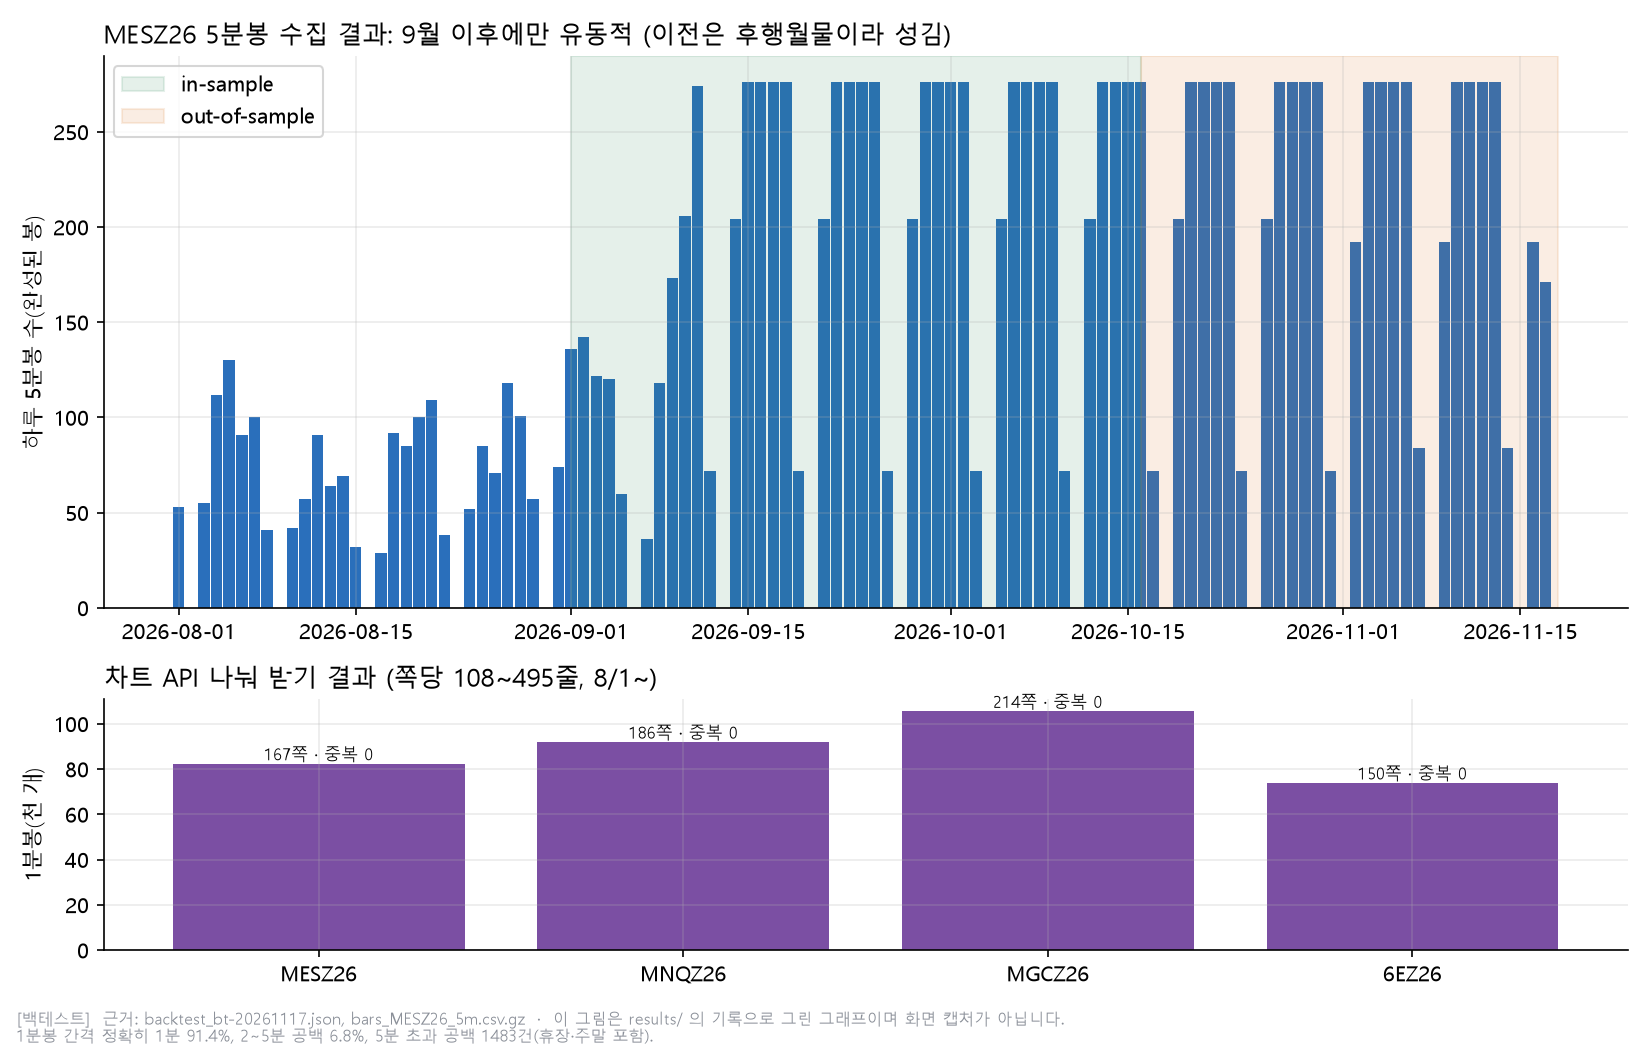 MESZ26 5분봉 수집 결과: 9월 이후에만 유동적 (이전은 후행월물이라 성김)
in-sample
out-of-sample
하루 5분봉 수(완성된 봉)
250
200
150
100
50
0
2026-08-01 2026-08-15 2026-09-01 2026-09-15 2026-10-01 2026-10-15 2026-11-01 2026-11-15
차트 API 나눠 받기 결과 (쪽당 108~495줄, 8/1~)
1분봉(천 개)
100
80
60
40
20
0
167쪽 · 중복 0
186쪽 · 중복 0
214쪽 · 중복 0
150쪽 · 중복 0
MESZ26 MNQZ26 MGCZ26 6EZ26
[백테스트] 근거: backtest_bt-20261117.json, bars_MESZ26_5m.csv.gz · 이 그림은 results/ 의 기록으로 그린 그래프이며 화면 캡처가 아닙니다.
1분봉 간격 정확히 1분 91.4%, 2~5분 공백 6.8%, 5분 초과 공백 1483건(휴장·주말 포함).